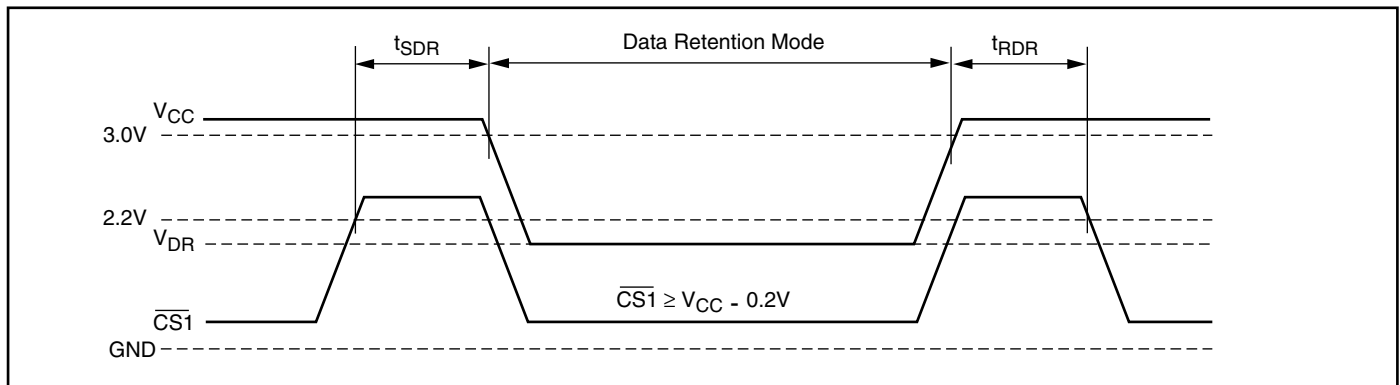 tSDR
Data Retention Mode
tRDR
VCC
3.0V
2.2V
VDR
CS1 ≥ VCC - 0.2V
CS1
GND